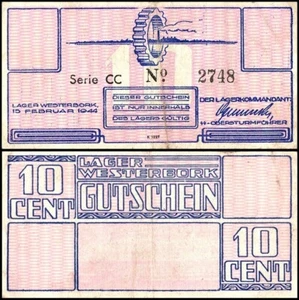 10
Serie CC No 2748
LAGER WESTERBORK,
15 FEBRUAR 1944
DIESER GUTSCHEIN
IST NUR INNERHALB
DES LAGERS GÜLTIG
DER LAGERKOMMANDANT:
OBERSTURMFÜHRER
LAGER
WESTERBORK
10
CENT
GUTSCHEIN
10
CENT